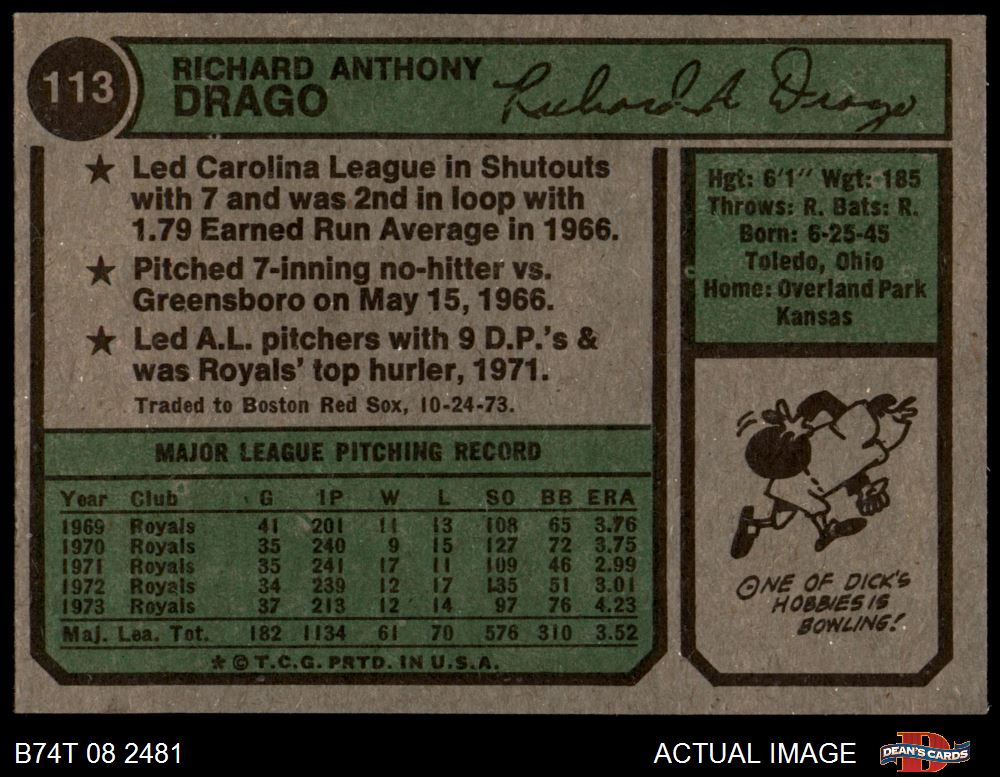 113
RICHARD ANTHONY
DRAGO
Richard A Drago
★ Led Carolina League in Shutouts
with 7 and was 2nd in loop with
1.79 Earned Run Average in 1966.
★ Pitched 7-inning no-hitter vs.
Greensboro on May 15, 1966.
★ Led A.L. pitchers with 9 D.P.'s &
was Royals' top hurler, 1971.
Traded to Boston Red Sox, 10-24-73.
MAJOR LEAGUE PITCHING RECORD
Year Club G IP W L SO BB ERA
1969 Royals 41 201 11 13 108 65 3.76
1970 Royals 35 240 9 15 127 72 3.75
1971 Royals 35 241 17 11 109 46 2.99
1972 Royals 34 239 12 17 135 51 3.01
1973 Royals 37 213 12 14 97 76 4.23
Maj. Lea. Tot. 182 1134 61 70 576 310 3.52
★ © T.C.G. PRTD. IN U.S.A.
Hgt: 6'1" Wgt: 185
Throws: R. Bats: R.
Born: 6-25-45
Toledo, Ohio
Home: Overland Park
Kansas
ONE OF DICK'S
HOBBIES IS
BOWLING!
B74T 08 2481
ACTUAL IMAGE
D
DEAN'S CARDS